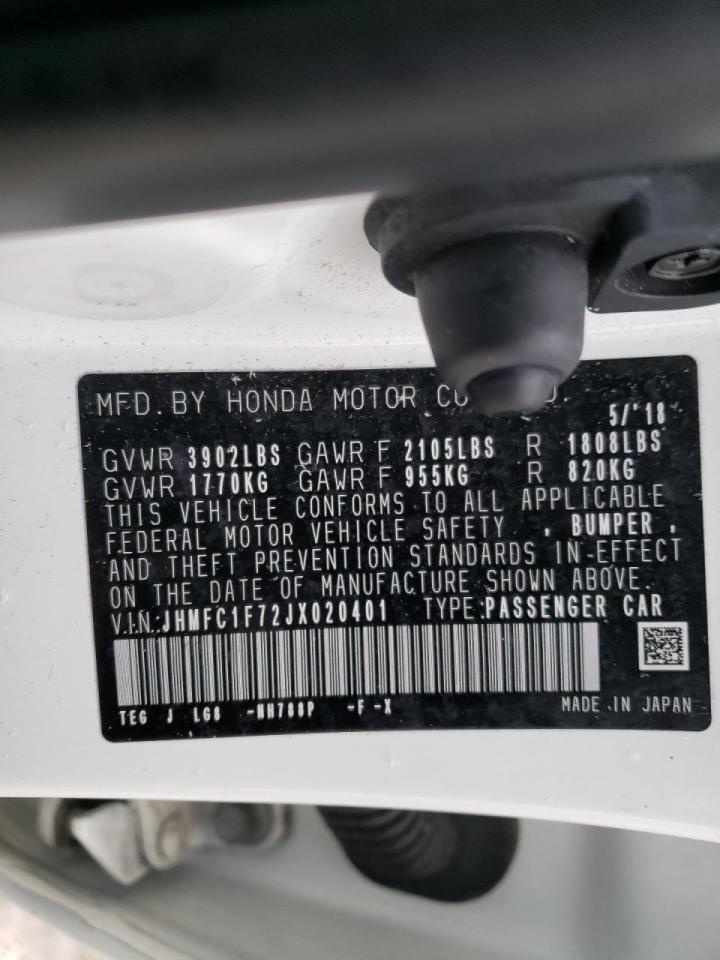 MFD. BY HONDA MOTOR CO D.
5/'18
GVWR 3902LBS GAWR F 2105LBS R 1808LBS
GVWR 1770KG GAWR F 955KG R 820KG
THIS VEHICLE CONFORMS TO ALL APPLICABLE
FEDERAL MOTOR VEHICLE SAFETY , BUMPER ,
AND THEFT PREVENTION STANDARDS IN EFFECT
ON THE DATE OF MANUFACTURE SHOWN ABOVE.
V.I.N.:JHMFC1F72JX020401 TYPE:PASSENGER CAR
TEG J LG8 -NH788P -F -X MADE IN JAPAN